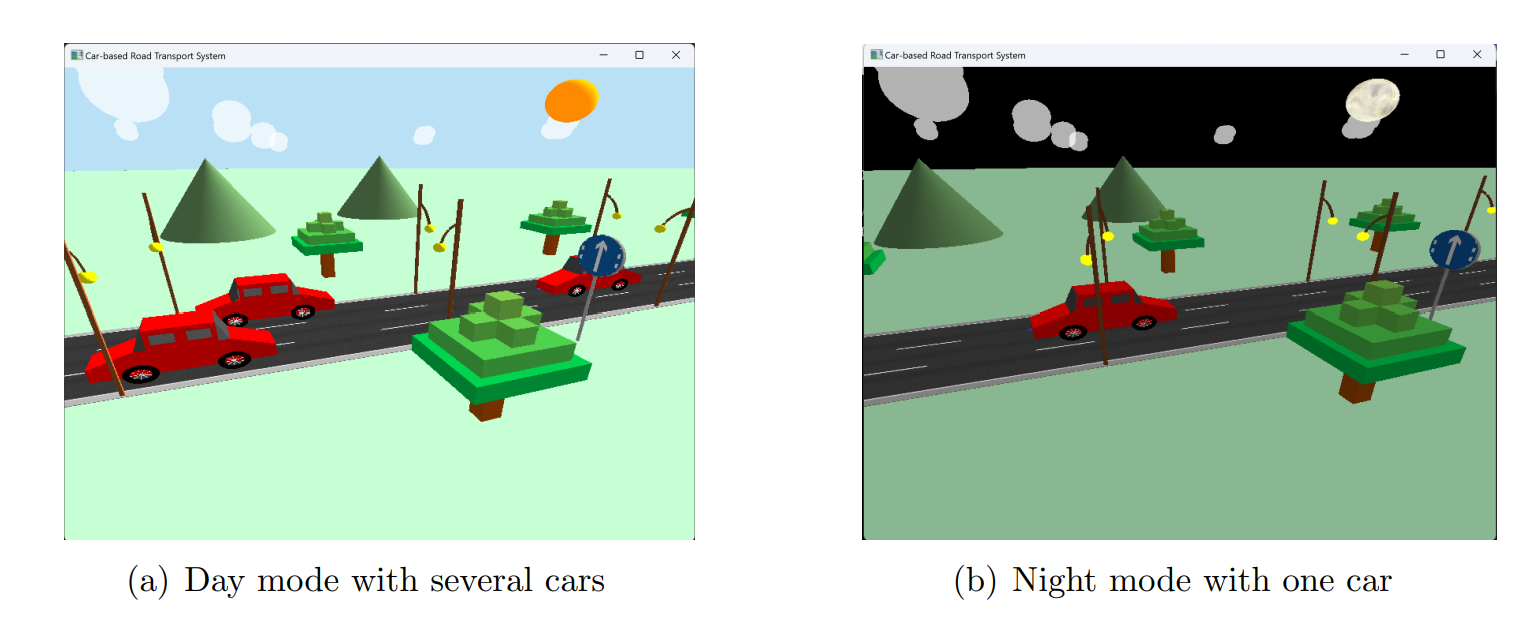 Car-based Road Transport System
Car-based Road Transport System
(a) Day mode with several cars
(b) Night mode with one car